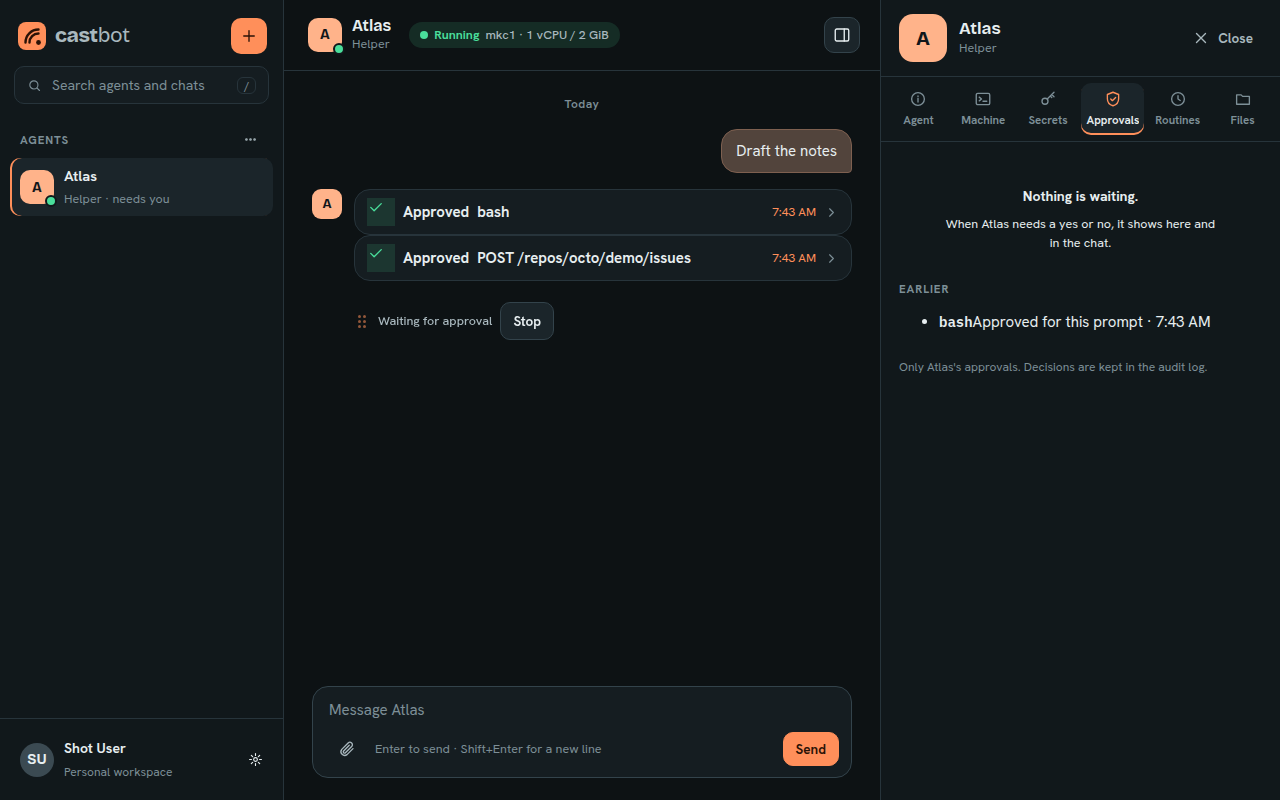 castbot
Search agents and chats /
AGENTS
A
Atlas
Helper · needs you
SU
Shot User
Personal workspace
A
Atlas
Helper
Running mkc1 · 1 vCPU / 2 GiB
Today
Draft the notes
A
Approved bash 7:43 AM
Approved POST /repos/octo/demo/issues 7:43 AM
Waiting for approval Stop
Message Atlas
Enter to send · Shift+Enter for a new line Send
A
Atlas
Helper
Close
Agent Machine Secrets Approvals Routines Files
Nothing is waiting.
When Atlas needs a yes or no, it shows here and
in the chat.
EARLIER
• bashApproved for this prompt · 7:43 AM
Only Atlas's approvals. Decisions are kept in the audit log.